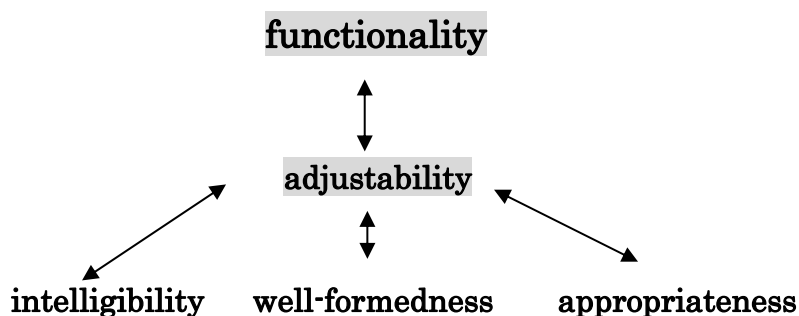 functionality
adjustability
intelligibility well-formedness appropriateness